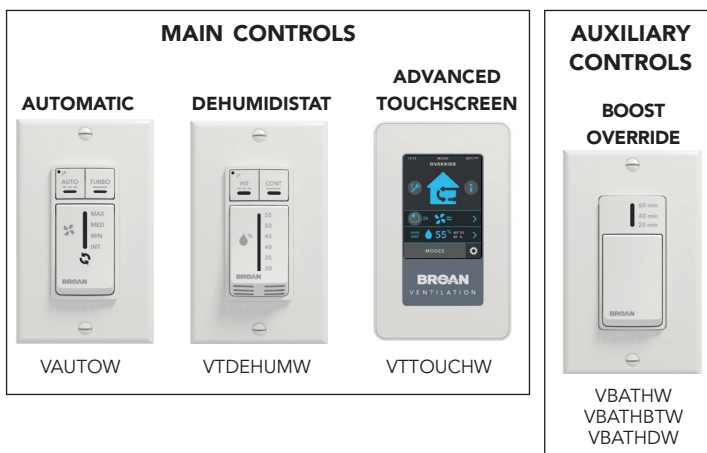 MAIN CONTROLS
AUTOMATIC
AUTO TURBO
MAX
MED
MIN
INT
BROAN
VAUTOW
DEHUMIDISTAT
INT CONT
55
50
45
40
35
30
%
BROAN
VTDEHUMW
ADVANCED
TOUCHSCREEN
MODE
OVERRIDE
55%
MODES
BROAN
VENTILATION
VTTOUCHW
AUXILIARY
CONTROLS
BOOST
OVERRIDE
60 min
40 min
20 min
BROAN
VBATHW
VBATHBTW
VBATHDW